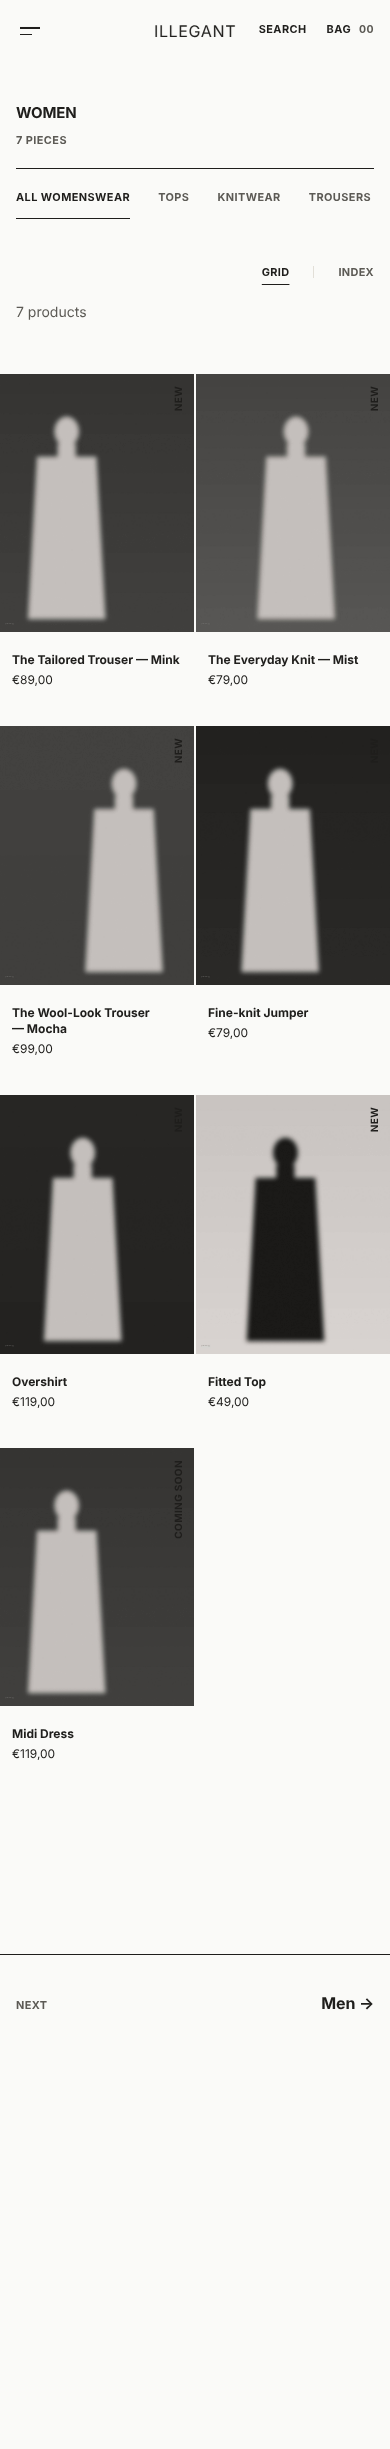 ILLEGANT
SEARCH
BAG 00
WOMEN
7 PIECES
ALL WOMENSWEAR
TOPS
KNITWEAR
TROUSERS
GRID
INDEX
7 products
NEW
NEW
The Tailored Trouser — Mink
€89,00
The Everyday Knit — Mist
€79,00
NEW
The Wool-Look Trouser
— Mocha
€99,00
Fine-knit Jumper
€79,00
NEW
NEW
Overshirt
€119,00
Fitted Top
€49,00
COMING SOON
Midi Dress
€119,00
NEXT
Men →